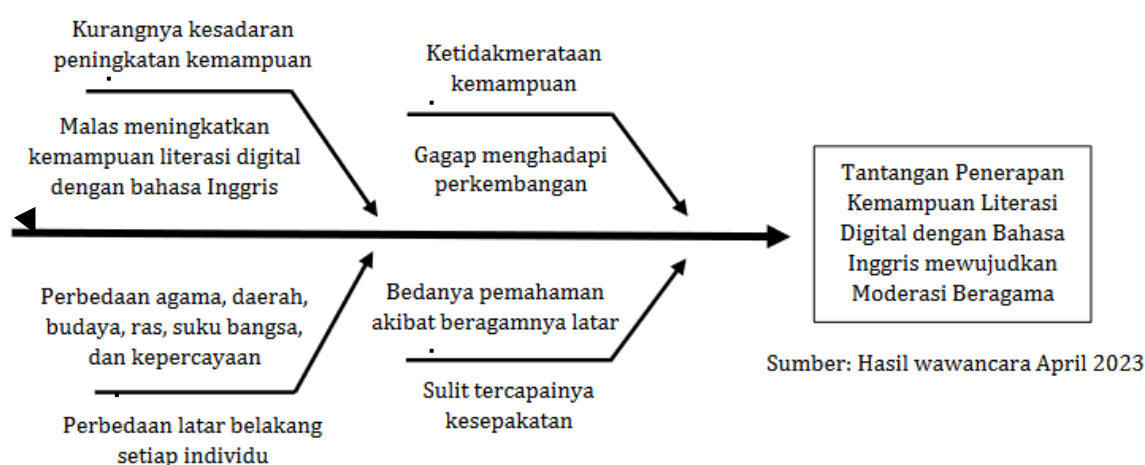 Kurangnya kesadaran
peningkatan kemampuan
Malas meningkatkan
kemampuan literasi digital
dengan bahasa Inggris
Ketidakmerataan
kemampuan
Gagap menghadapi
perkembangan
Perbedaan agama, daerah,
budaya, ras, suku bangsa,
dan kepercayaan
Perbedaan latar belakang
setiap individu
Bedanya pemahaman
akibat beragamnya latar
Sulit tercapainya
kesepakatan
Tantangan Penerapan
Kemampuan Literasi
Digital dengan Bahasa
Inggris mewujudkan
Moderasi Beragama
Sumber: Hasil wawancara April 2023